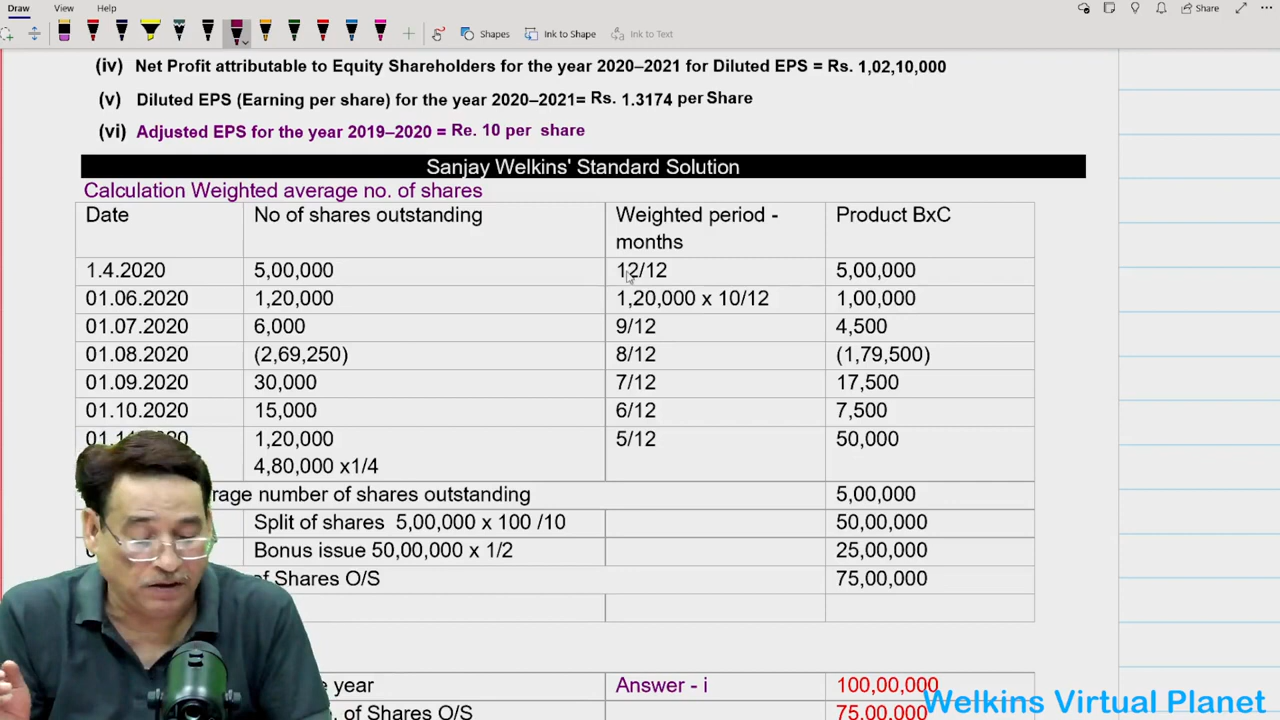 Draw View Help
Shapes Ink to Shape Ink to Text Share
(iv) Net Profit attributable to Equity Shareholders for the year 2020–2021 for Diluted EPS = Rs. 1,02,10,000
(v) Diluted EPS (Earning per share) for the year 2020–2021= Rs. 1.3174 per Share
(vi) Adjusted EPS for the year 2019–2020 = Re. 10 per share
Sanjay Welkins' Standard Solution
Calculation Weighted average no. of shares
Date No of shares outstanding Weighted period - months Product BxC
1.4.2020 5,00,000 12/12 5,00,000
01.06.2020 1,20,000 1,20,000 x 10/12 1,00,000
01.07.2020 6,000 9/12 4,500
01.08.2020 (2,69,250) 8/12 (1,79,500)
01.09.2020 30,000 7/12 17,500
01.10.2020 15,000 6/12 7,500
1,20,000 5/12 50,000
4,80,000 x1/4
number of shares outstanding 5,00,000
Split of shares 5,00,000 x 100 /10 50,00,000
Bonus issue 50,00,000 x 1/2 25,00,000
of Shares O/S 75,00,000
year Answer - i 100,00,000
of Shares O/S 75,00,000
Welkins Virtual Planet